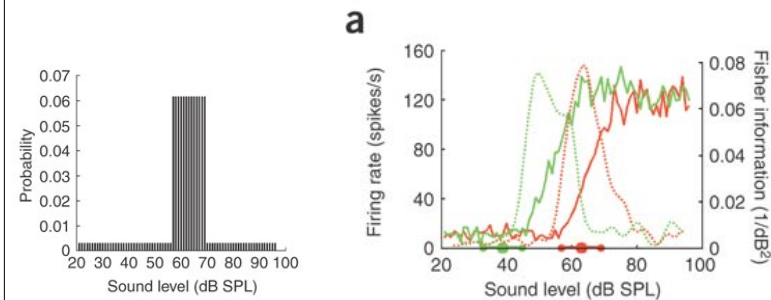 a
0.07
0.06
0.05
0.04
0.03
0.02
0.01
0
Probability
20 30 40 50 60 70 80 90 100
Sound level (dB SPL)
160
120
80
40
0
Firing rate (spikes/s)
0.08
0.06
0.04
0.02
0
Fisher information (1/dB²)
20 40 60 80 100
Sound level (dB SPL)